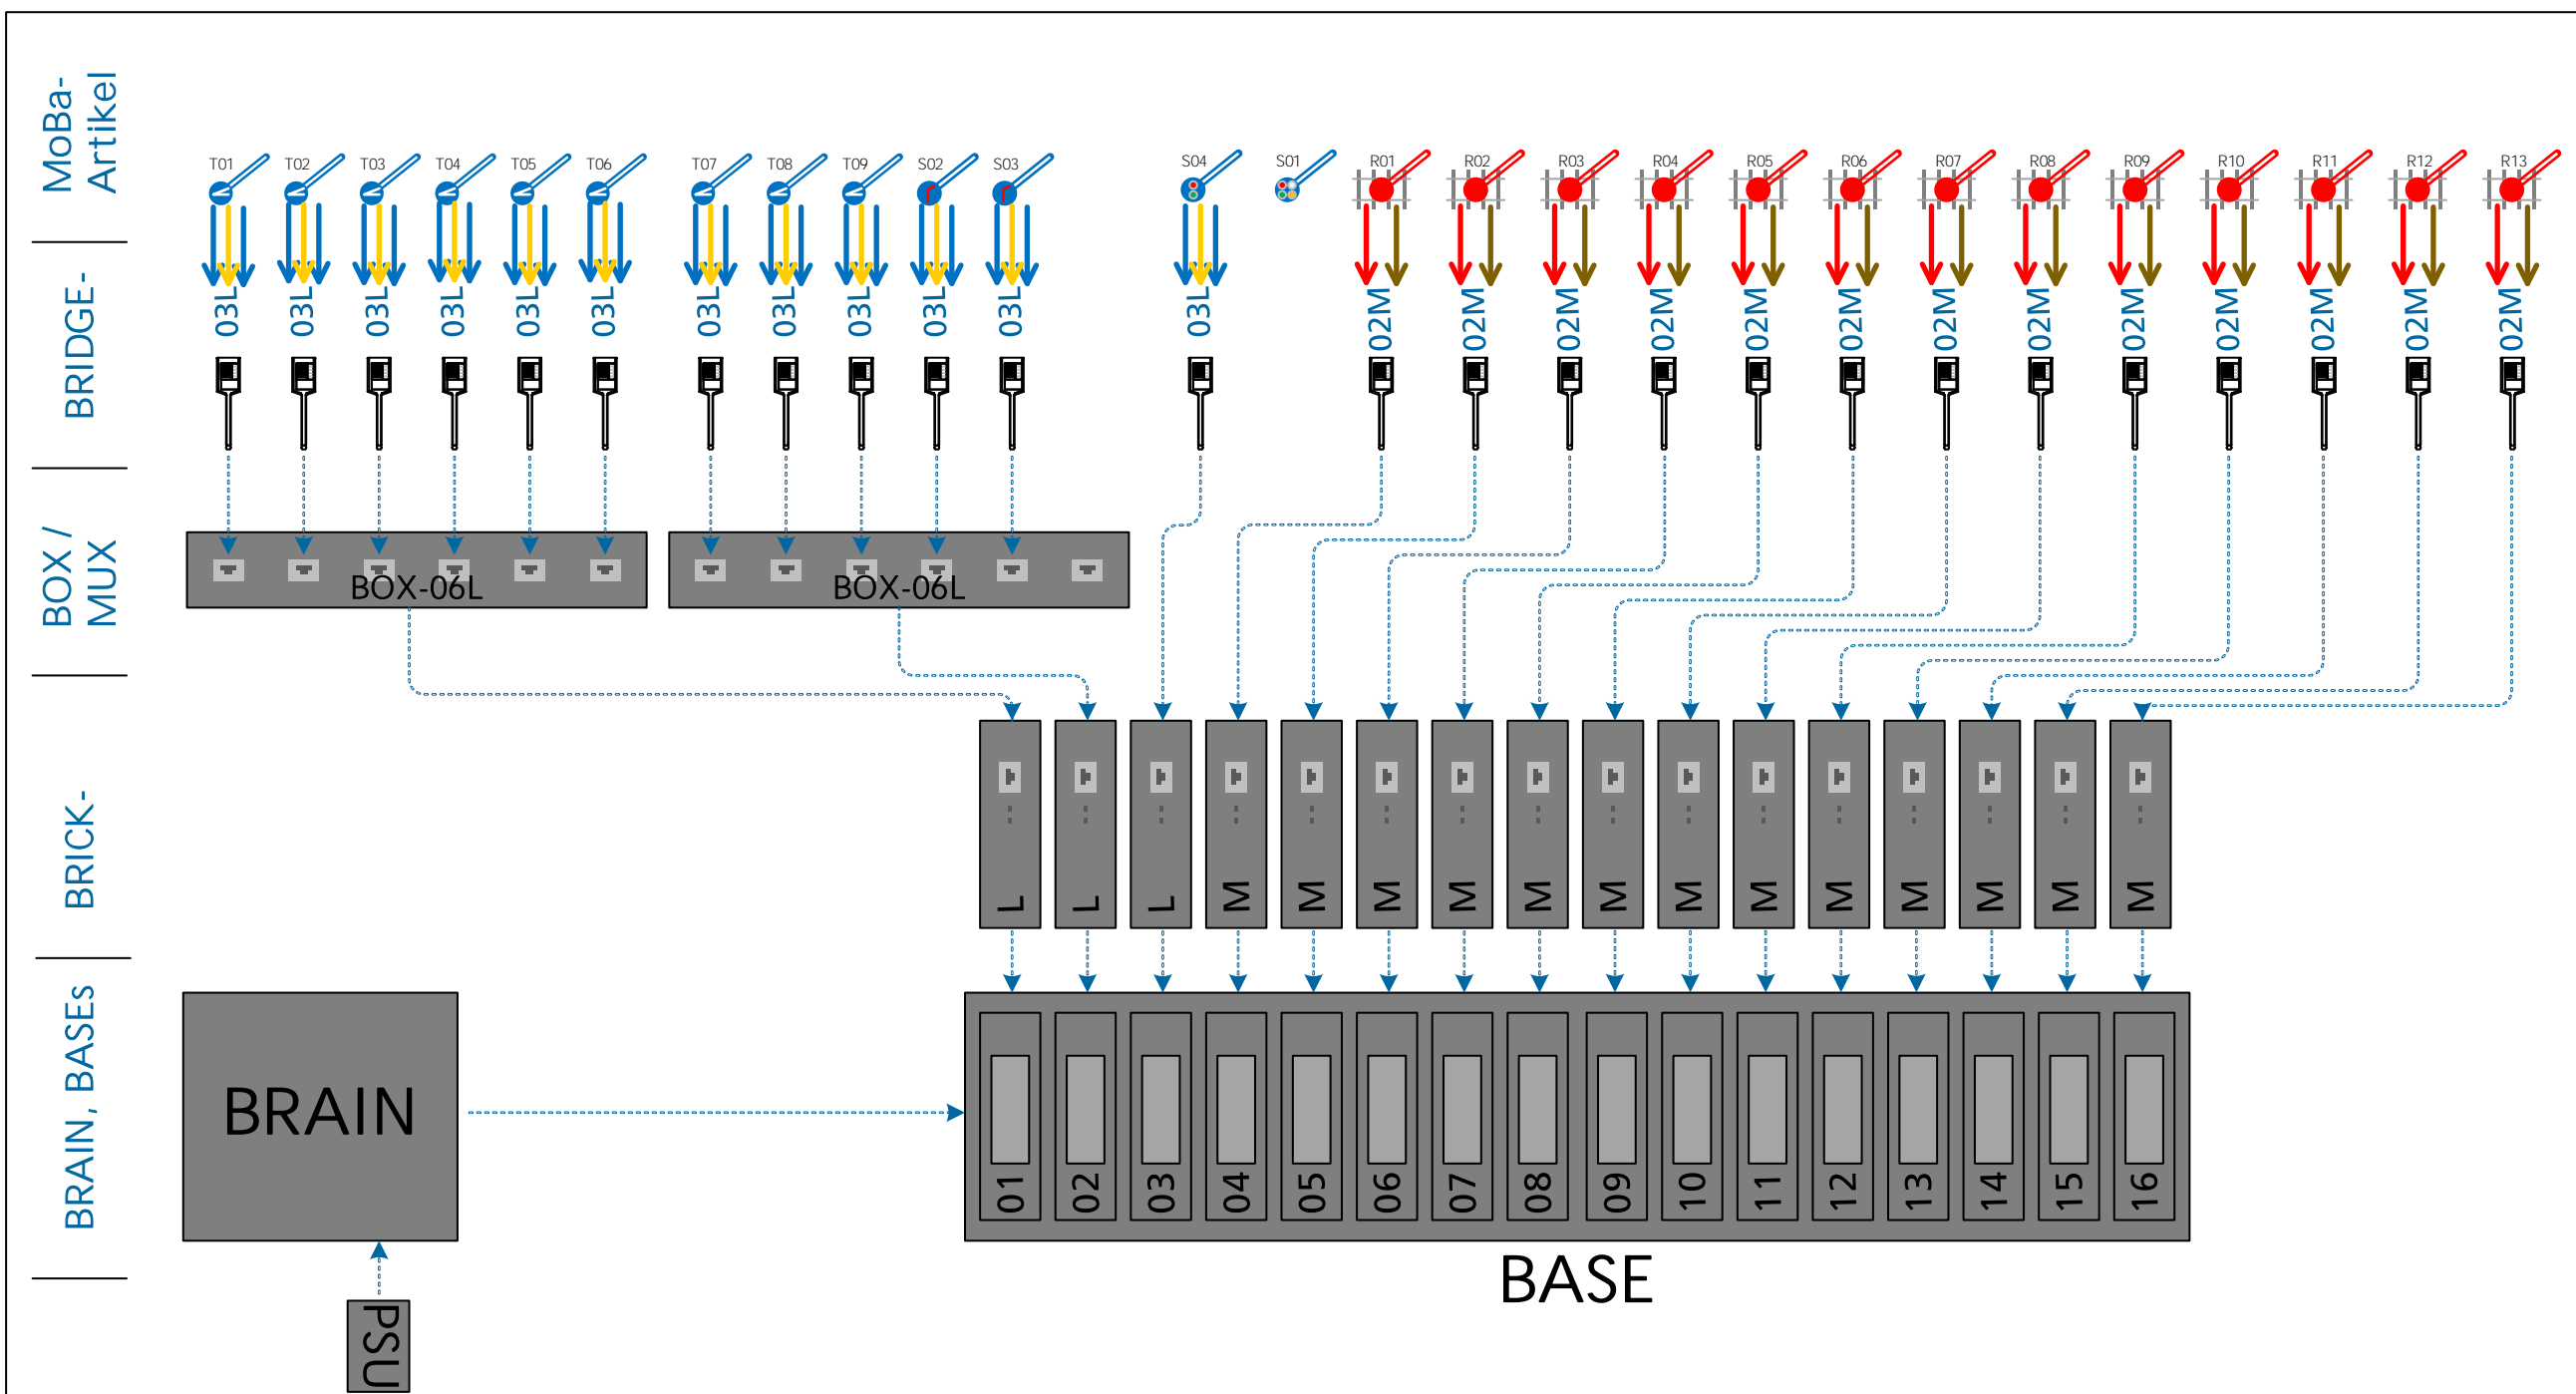 MoBa-
Artikel
T01 T02 T03 T04 T05 T06 T07 T08 T09 S02 S03 S04 S01 R01 R02 R03 R04 R05 R06 R07 R08 R09 R10 R11 R12 R13
BRIDGE-
03L 03L 03L 03L 03L 03L 03L 03L 03L 03L 03L 03L 02M 02M 02M 02M 02M 02M 02M 02M 02M 02M 02M 02M 02M
BOX /
MUX
BOX-06L BOX-06L
BRICK-
L L L M M M M M M M M M M M M M
BRAIN, BASEs
BRAIN
01 02 03 04 05 06 07 08 09 10 11 12 13 14 15 16
BASE
PSU